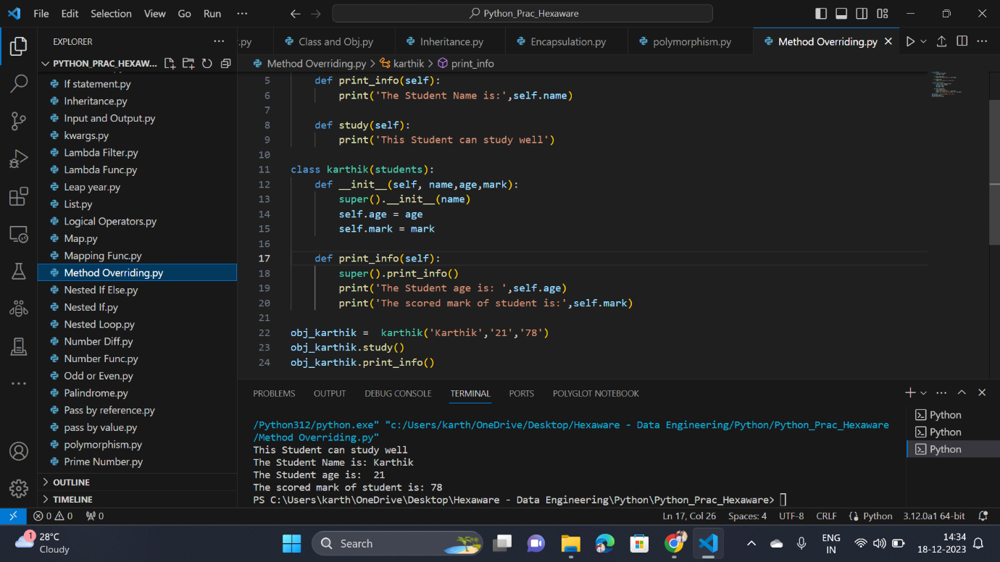 File Edit Selection View Go Run ··· Python_Prac_Hexaware
EXPLORER ···
PYTHON_PRAC_HEXAW...
If statement.py
Inheritance.py
Input and Output.py
kwargs.py
Lambda Filter.py
Lambda Func.py
Leap year.py
List.py
Logical Operators.py
Map.py
Mapping Func.py
Method Overriding.py
Nested If Else.py
Nested If.py
Nested Loop.py
Number Diff.py
Number Func.py
Odd or Even.py
Palindrome.py
Pass by reference.py
pass by value.py
polymorphism.py
Prime Number.py
OUTLINE
TIMELINE
.py Class and Obj.py Inheritance.py Encapsulation.py polymorphism.py Method Overriding.py
Method Overriding.py > karthik > print_info
5 def print_info(self):
6 print('The Student Name is:',self.name)
7
8 def study(self):
9 print('This Student can study well')
10
11 class karthik(students):
12 def __init__(self, name,age,mark):
13 super().__init__(name)
14 self.age = age
15 self.mark = mark
16
17 def print_info(self):
18 super().print_info()
19 print('The Student age is: ',self.age)
20 print('The scored mark of student is:',self.mark)
21
22 obj_karthik =  karthik('Karthik','21','78')
23 obj_karthik.study()
24 obj_karthik.print_info()
PROBLEMS OUTPUT DEBUG CONSOLE TERMINAL PORTS POLYGLOT NOTEBOOK
/Python312/python.exe" "c:/Users/karth/OneDrive/Desktop/Hexaware - Data Engineering/Python/Python_Prac_Hexaware
/Method Overriding.py"
This Student can study well
The Student Name is: Karthik
The Student age is:  21
The scored mark of student is: 78
PS C:\Users\karth\OneDrive\Desktop\Hexaware - Data Engineering\Python\Python_Prac_Hexaware>
Python
Python
Python
0 0 0 Ln 17, Col 26 Spaces: 4 UTF-8 CRLF Python 3.12.0a1 64-bit
1 28°C
Cloudy
Search
ENG
IN
14:34
18-12-2023